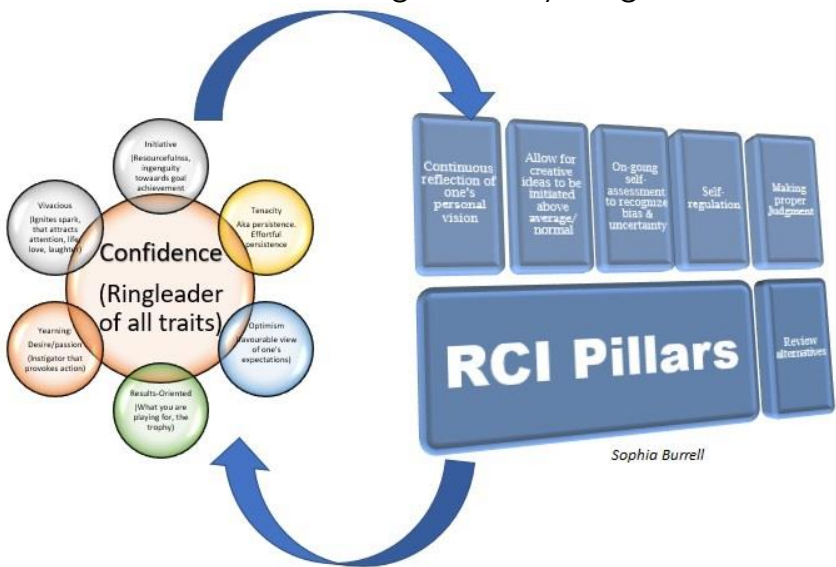 Initiative
(Resourcefulnss,
ingenguity
towaards goal
achievement
Vivacious
(Ignites spark,
that attracts
attention, life,
love, laughter)
Tenacity
Aka persistence.
Effortful
persistence
Confidence
(Ringleader
of all traits)
Yearning:
Desire/passion
(Instigator that
provokes action)
Optimism
(favourable view
of one's
expectations)
Results-Oriented
(What you are
playing for, the
trophy)
Continuous
reflection of
one's
personal
vision
Allow for
creative
ideas to be
initiated
above
average/
normal
On-going
self-
assessment
to recognize
bias &
uncertainty
Self-
regulation
Making
proper
Judgment
RCI Pillars
Review
alternatives
Sophia Burrell